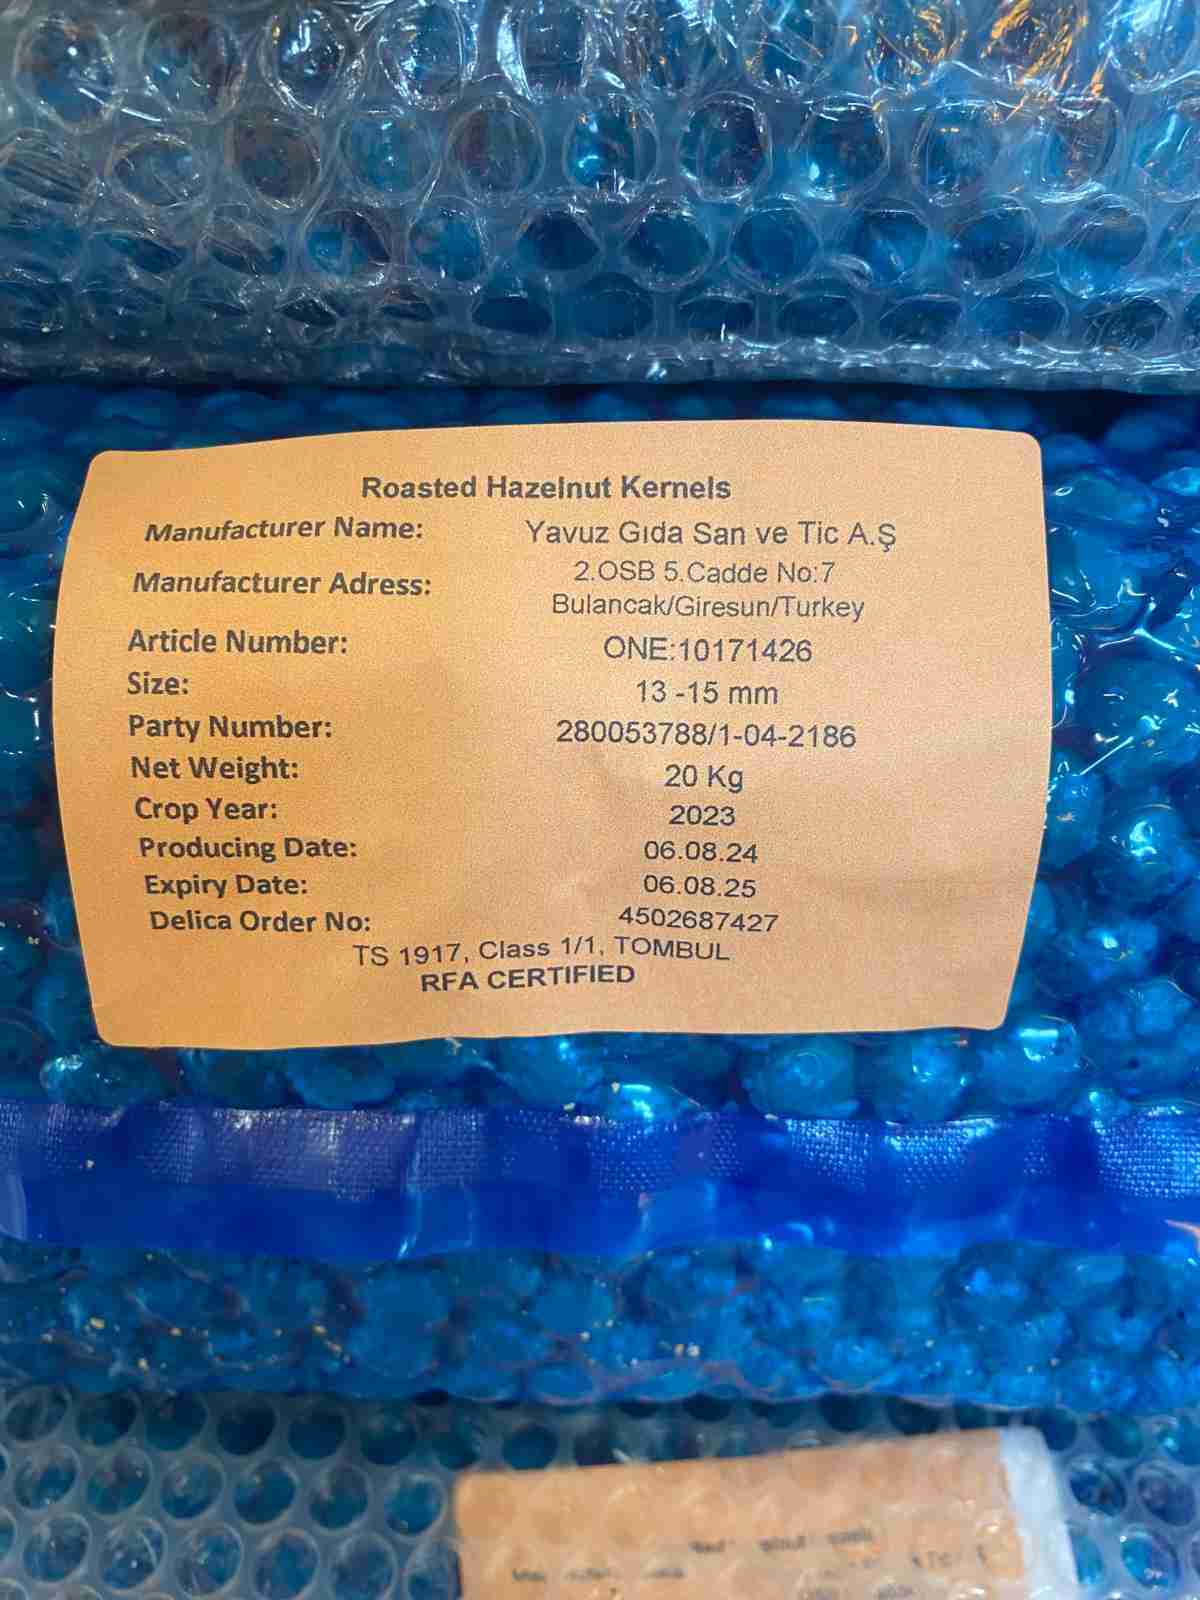 Roasted Hazelnut Kernels
Manufacturer Name: Yavuz Gıda San ve Tic A.Ş
Manufacturer Adress: 2.OSB 5.Cadde No:7
Bulancak/Giresun/Turkey
Article Number: ONE:10171426
Size: 13 -15 mm
Party Number: 280053788/1-04-2186
Net Weight: 20 Kg
Crop Year: 2023
Producing Date: 06.08.24
Expiry Date: 06.08.25
Delica Order No: 4502687427
TS 1917, Class 1/1, TOMBUL
RFA CERTIFIED